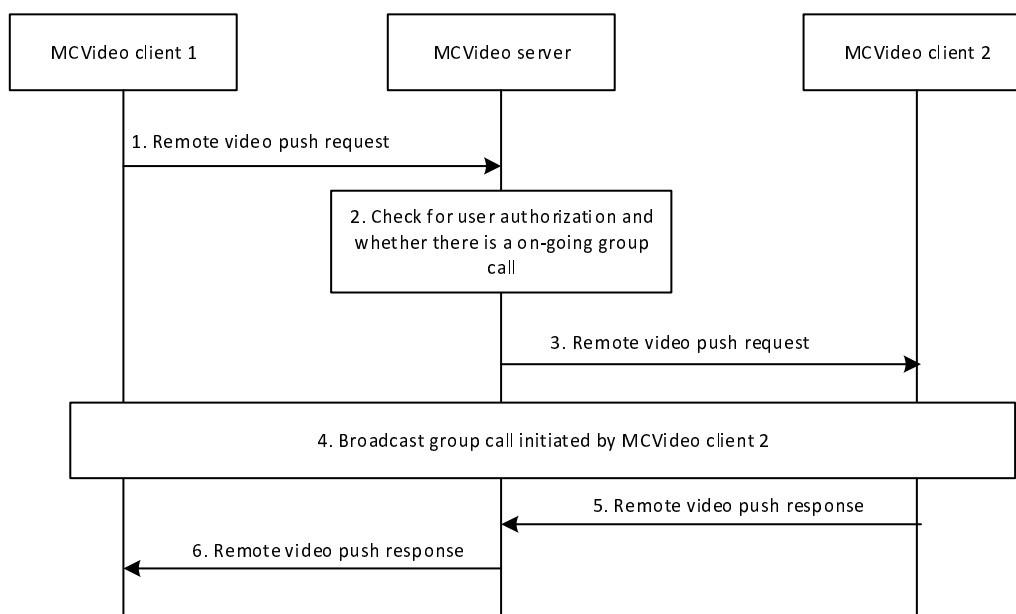 MCVideo client 1
MCVideo server
MCVideo client 2
1. Remote video push request
2. Check for user authorization and
whether there is a on-going group
call
3. Remote video push request
4. Broadcast group call initiated by MCVideo client 2
5. Remote video push response
6. Remote video push response